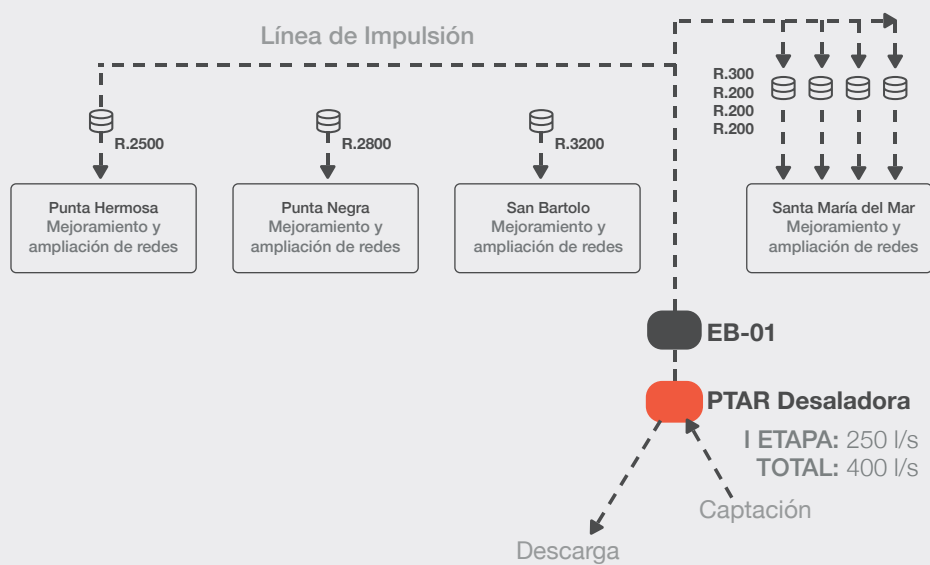 Línea de Impulsión
R.300
R.200
R.200
R.200
R.2500
R.2800
R.3200
Punta Hermosa
Mejoramiento y
ampliación de redes
Punta Negra
Mejoramiento y
ampliación de redes
San Bartolo
Mejoramiento y
ampliación de redes
Santa María del Mar
Mejoramiento y
ampliación de redes
EB-01
PTAR Desaladora
I ETAPA: 250 l/s
TOTAL: 400 l/s
Captación
Descarga